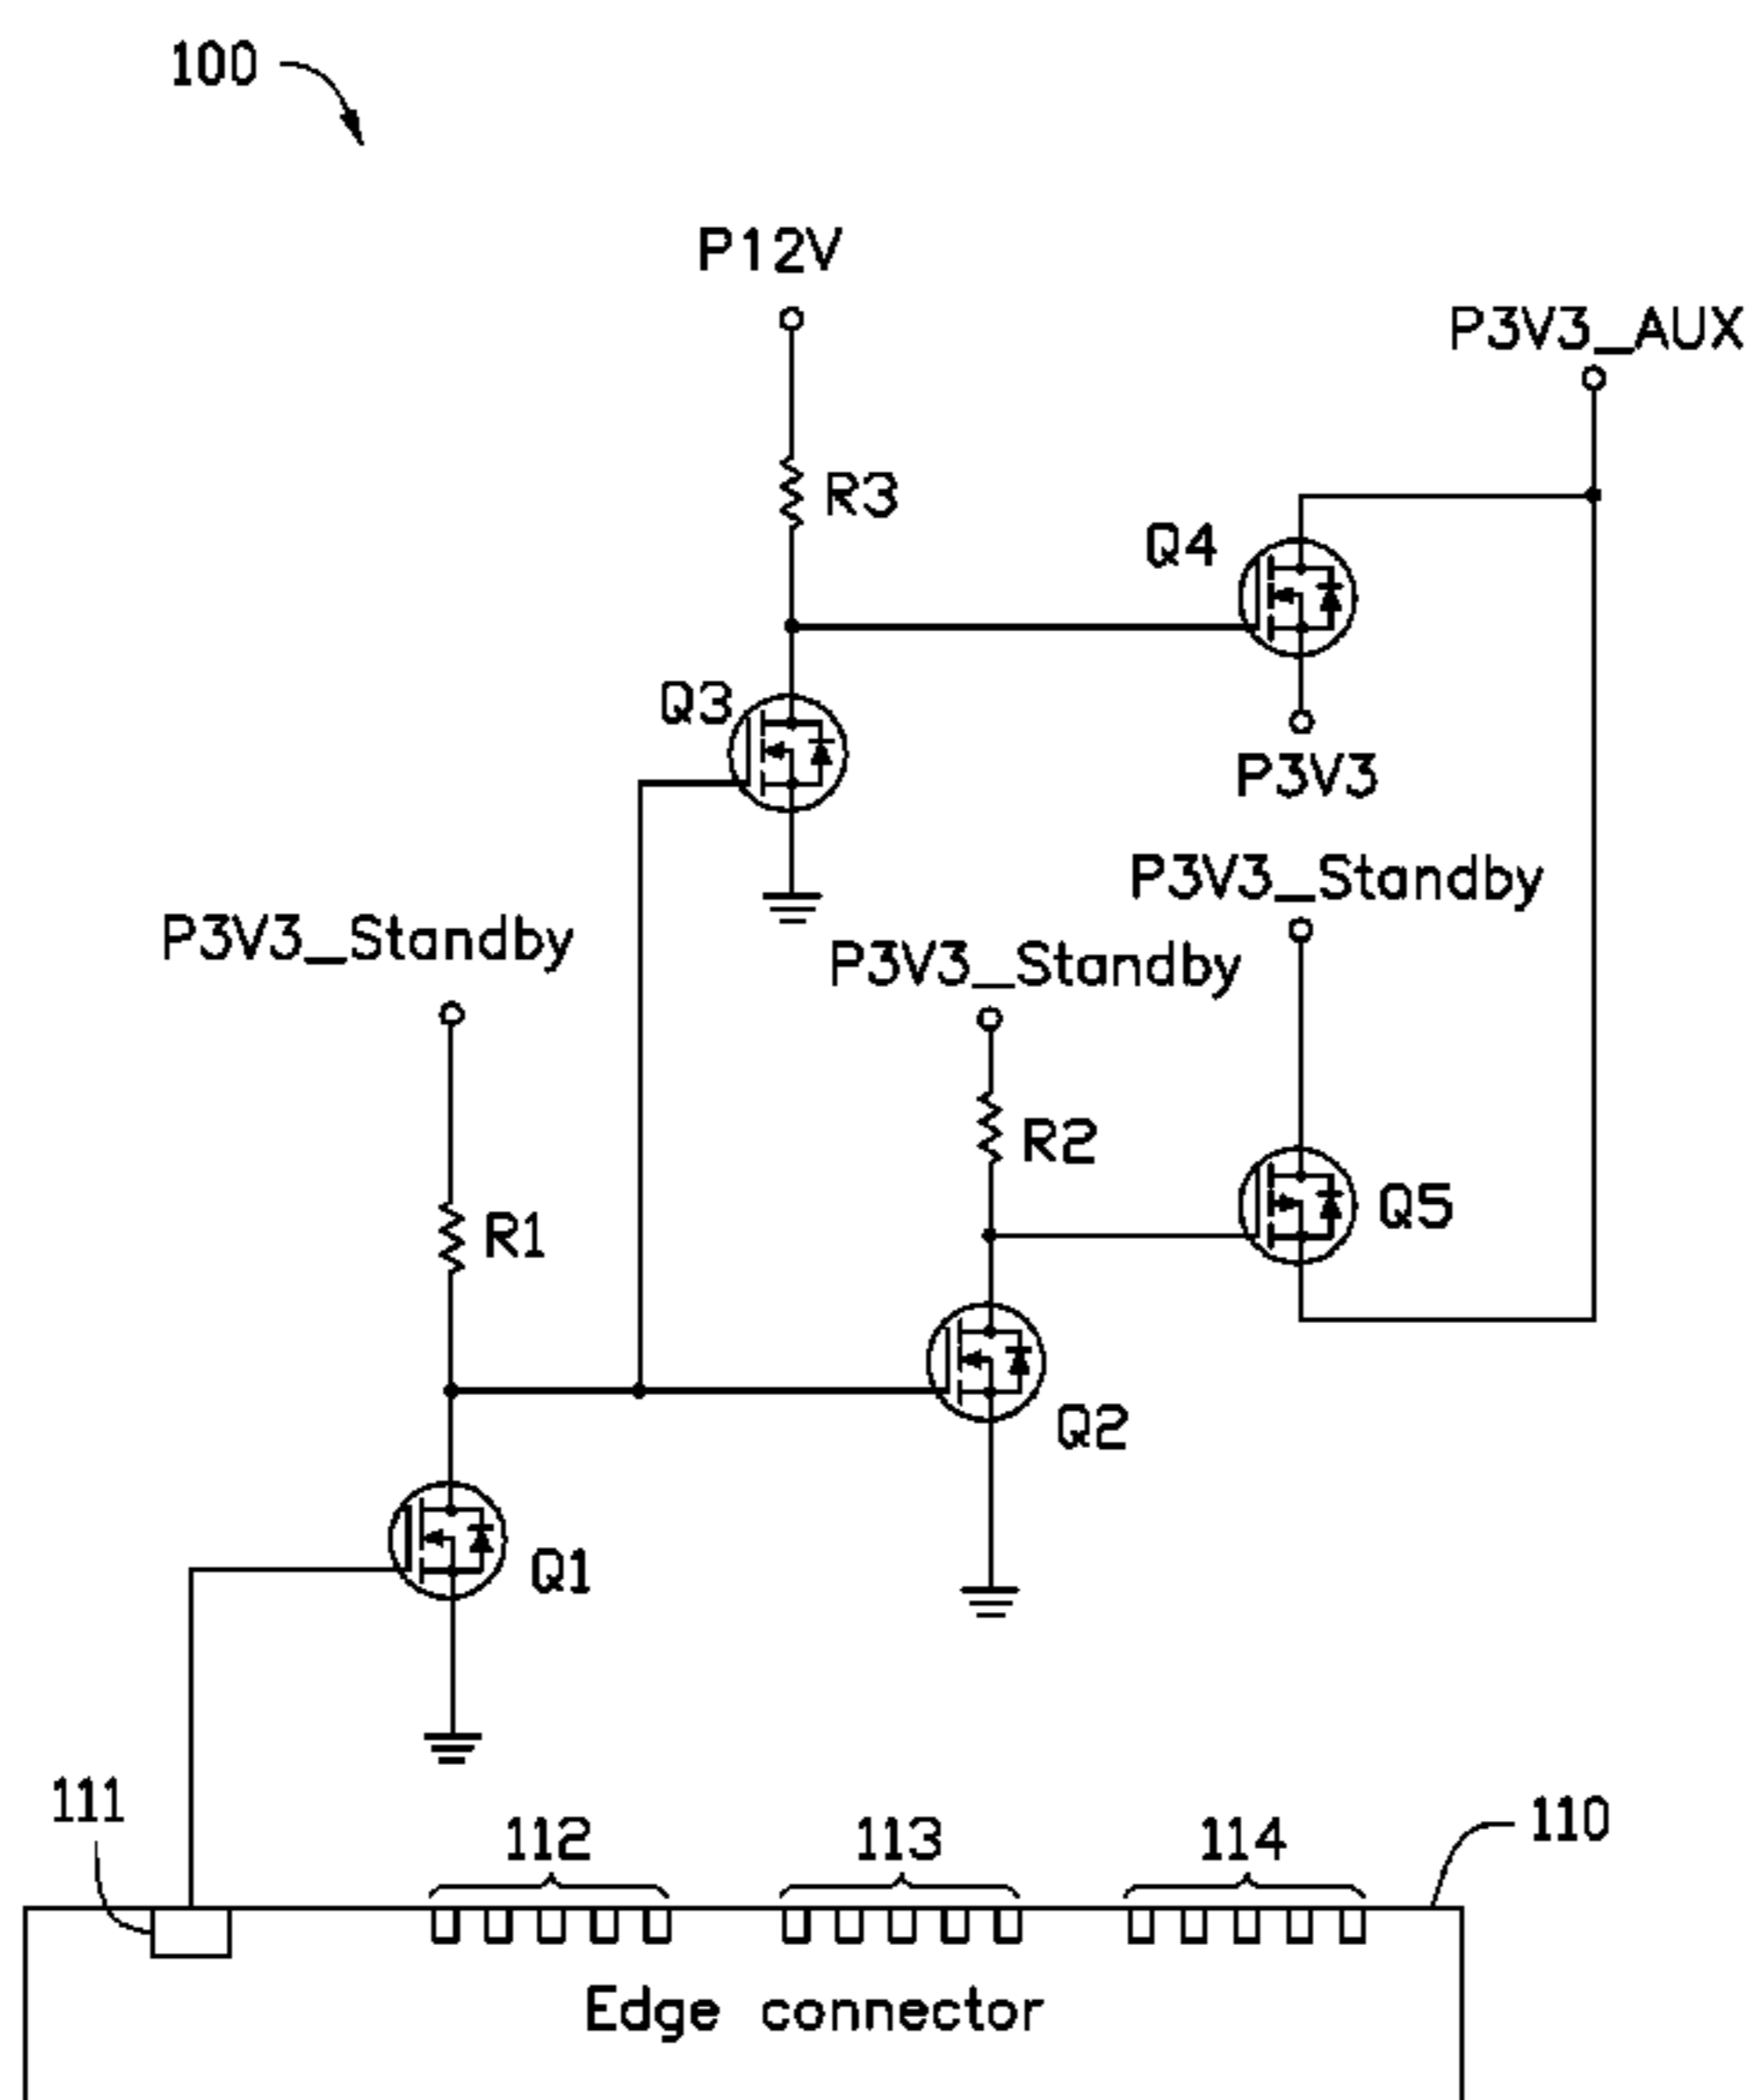 100
P12V
P3V3_AUX
R3
Q4
Q3
P3V3
P3V3_Standby
P3V3_Standby
P3V3_Standby
R2
Q5
R1
Q2
Q1
111
112
113
114
110
Edge connector